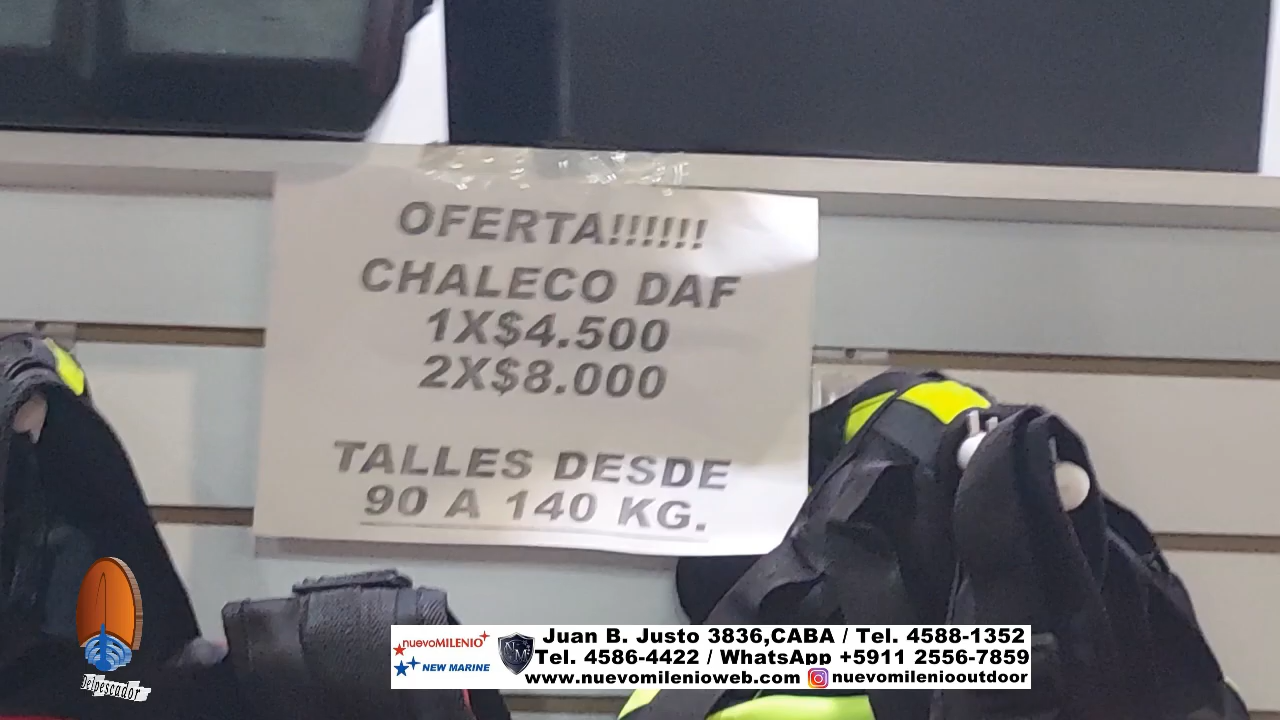 OFERTA!!!!!!
CHALECO DAF
1X$4.500
2X$8.000
TALLES DESDE
90 A 140 KG.
Delpescador
nuevoMILENIO
NEW MARINE
NM
Juan B. Justo 3836,CABA / Tel. 4588-1352
Tel. 4586-4422 / WhatsApp +5911 2556-7859
www.nuevomilenioweb.com nuevomileniooutdoor